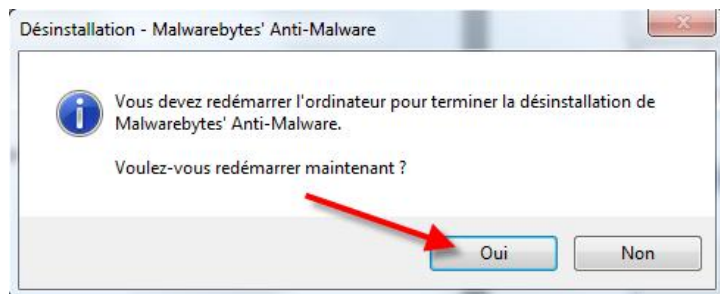 Désinstallation - Malwarebytes' Anti-Malware
Vous devez redémarrer l'ordinateur pour terminer la désinstallation de
Malwarebytes' Anti-Malware.
Voulez-vous redémarrer maintenant ?
Oui
Non